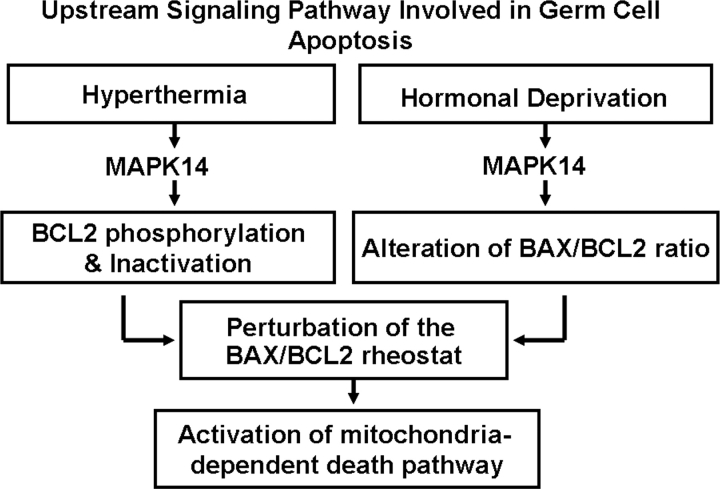 Upstream Signaling Pathway Involved in Germ Cell
Apoptosis
Hyperthermia
MAPK14
BCL2 phosphorylation
& Inactivation
Hormonal Deprivation
MAPK14
Alteration of BAX/BCL2 ratio
Perturbation of the
BAX/BCL2 rheostat
Activation of mitochondria-
dependent death pathway